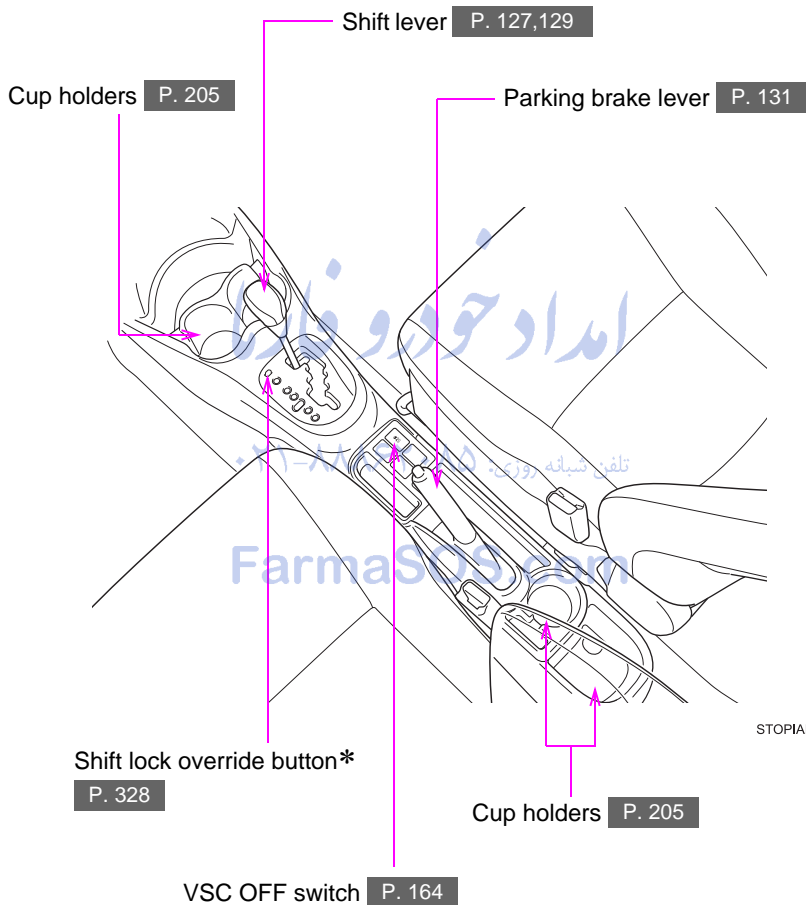 Shift lever P. 127,129
Cup holders P. 205
Parking brake lever P. 131
امداد خودرو فارما
تلفن شبانه روزی:
FarmaSOS.com
STOPIA
Shift lock override button*
P. 328
Cup holders P. 205
VSC OFF switch P. 164